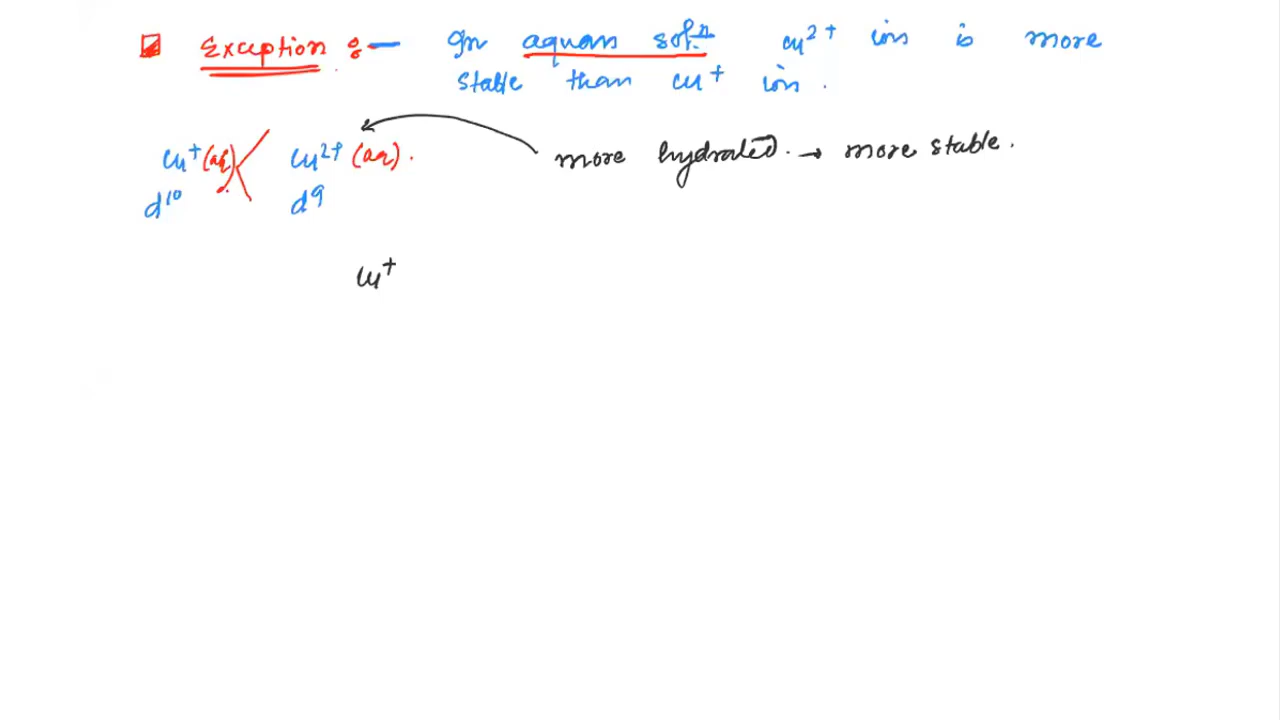 Exception :— In aquans solⁿ. Cu²⁺ ion is more
stable than Cu⁺ ion.
Cu⁺(aq) < Cu²⁺(aq). more hydrated. → more stable.
d¹⁰ d⁹
Cu⁺